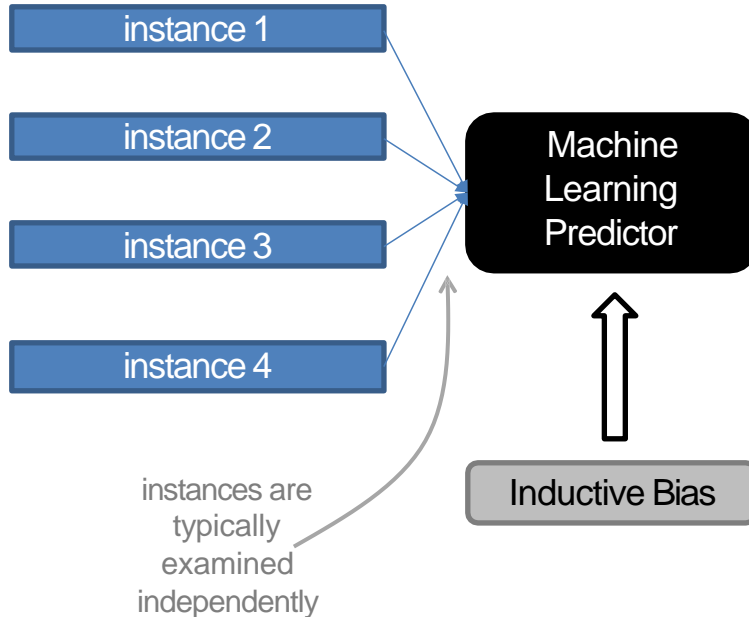 instance 1
instance 2
instance 3
instance 4
Machine
Learning
Predictor
Inductive Bias
instances are
typically
examined
independently